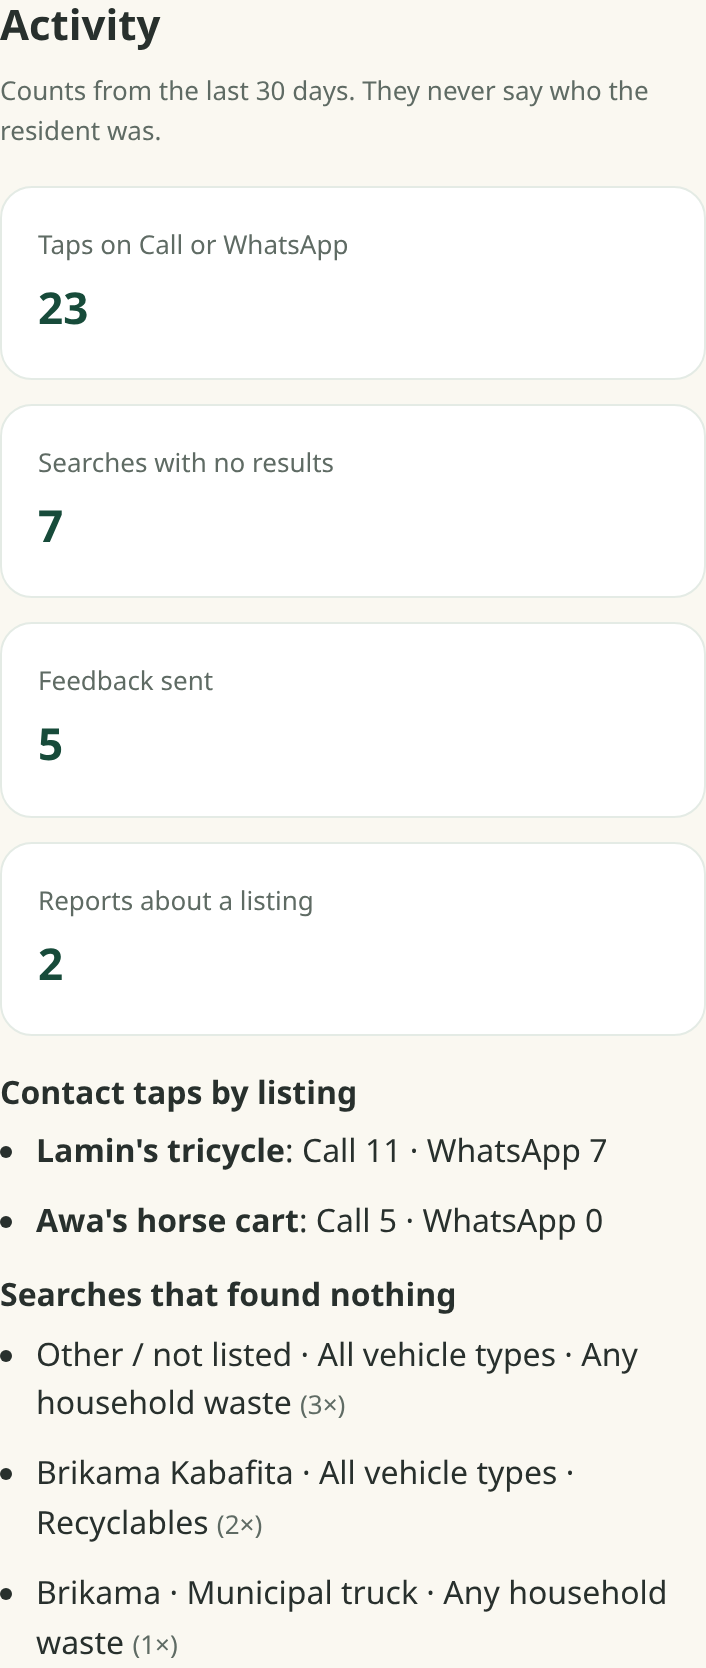 Activity
Counts from the last 30 days. They never say who the
resident was.
Taps on Call or WhatsApp
23
Searches with no results
7
Feedback sent
5
Reports about a listing
2
Contact taps by listing
• Lamin's tricycle: Call 11 · WhatsApp 7
• Awa's horse cart: Call 5 · WhatsApp 0
Searches that found nothing
• Other / not listed · All vehicle types · Any
household waste (3×)
• Brikama Kabafita · All vehicle types ·
Recyclables (2×)
• Brikama · Municipal truck · Any household
waste (1×)